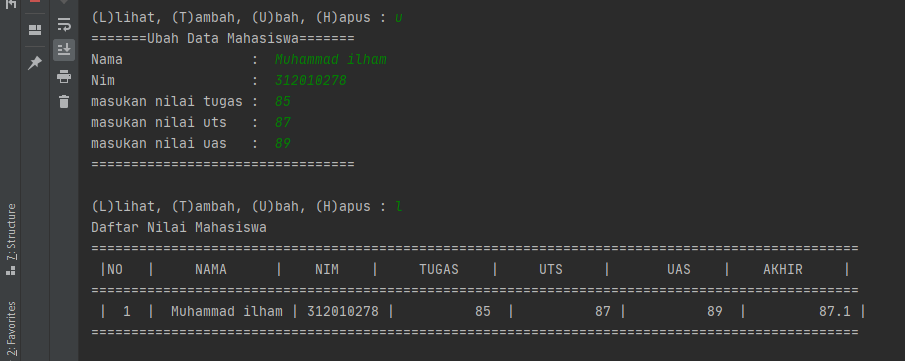 (L)lihat, (T)ambah, (U)bah, (H)apus : u
=======Ubah Data Mahasiswa=======
Nama                :  Muhammad ilham
Nim                 :  312010278
masukan nilai tugas :  85
masukan nilai uts   :  87
masukan nilai uas   :  89
=================================
(L)lihat, (T)ambah, (U)bah, (H)apus : l
Daftar Nilai Mahasiswa
================================================================================================
|NO   |     NAMA      |    NIM    |     TUGAS    |     UTS     |       UAS    |    AKHIR     |
================================================================================================
|  1  |  Muhammad ilham | 312010278 |          85  |          87 |          89  |         87.1 |
================================================================================================
Z: Structure
2: Favorites